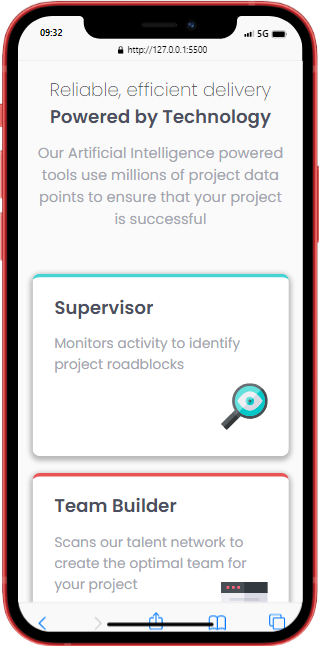 09:32
5G
http://127.0.0.1:5500
Reliable, efficient delivery
Powered by Technology
Our Artificial Intelligence powered
tools use millions of project data
points to ensure that your project
is successful
Supervisor
Monitors activity to identify
project roadblocks
Team Builder
Scans our talent network to
create the optimal team for
your project